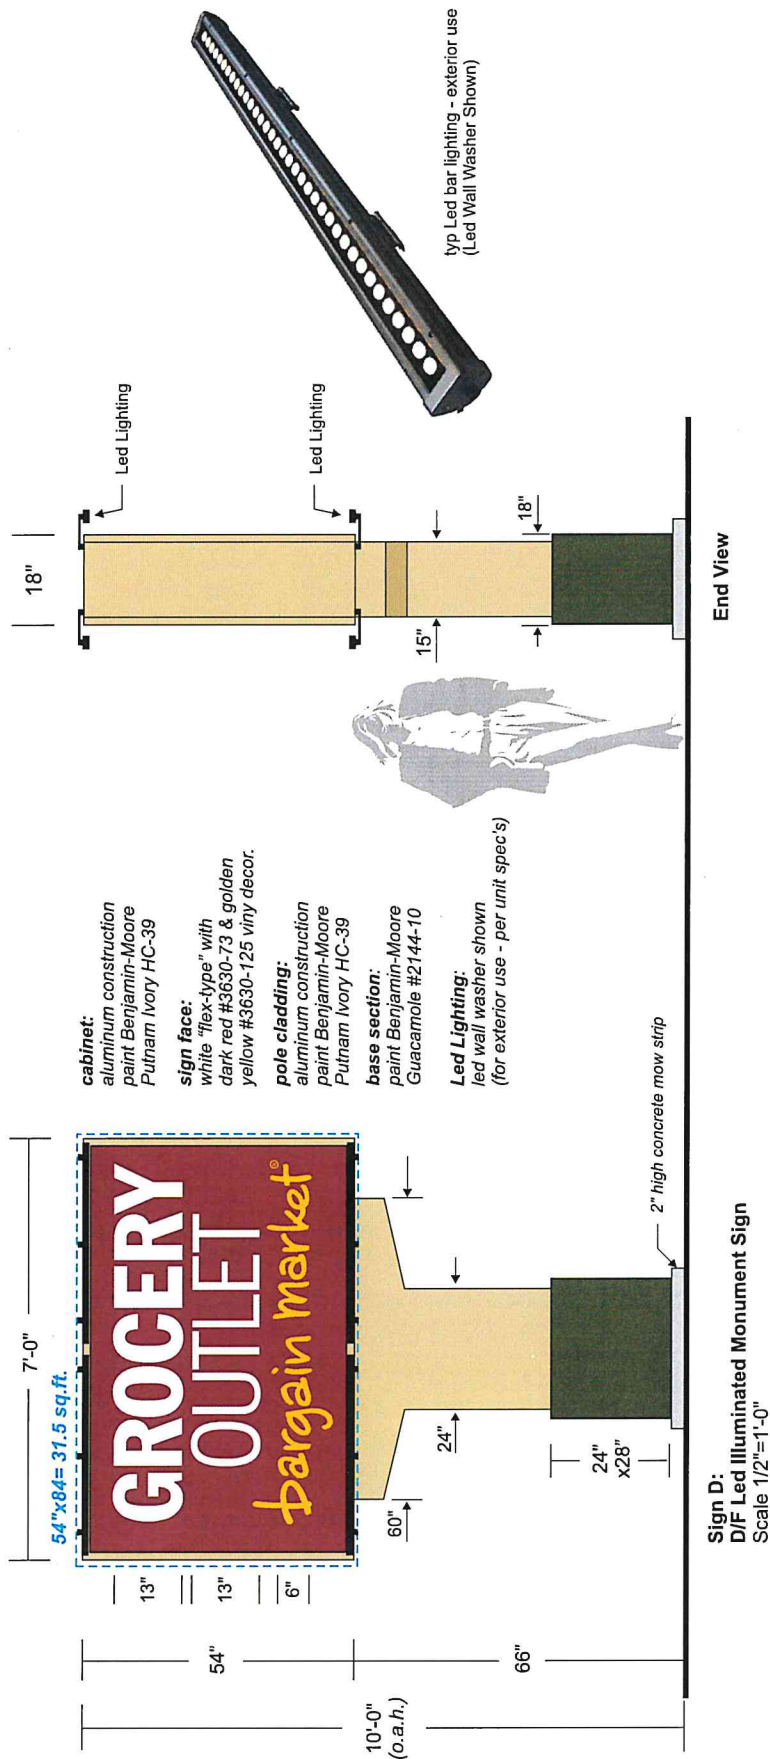 7'-0"
54"x84= 31.5 sq.ft.
GROCERY
OUTLET
bargain market®
13"
13"
6"
54"
66"
10'-0"
(o.a.h.)
60"
24"
24"
x28"
2" high concrete mow strip
cabinet:
aluminum construction
paint Benjamin-Moore
Putnam Ivory HC-39
sign face:
white "flex-type" with
dark red #3630-73 & golden
yellow #3630-125 viny decor.
pole cladding:
aluminum construction
paint Benjamin-Moore
Putnam Ivory HC-39
base section:
paint Benjamin-Moore
Guacamole #2144-10
Led Lighting:
led wall washer shown
(for exterior use - per unit spec's)
18"
Led Lighting
Led Lighting
15"
18"
End View
typ Led bar lighting - exterior use
(Led Wall Washer Shown)
Sign D:
D/F Led Illuminated Monument Sign
Scale 1/2"=1'-0"